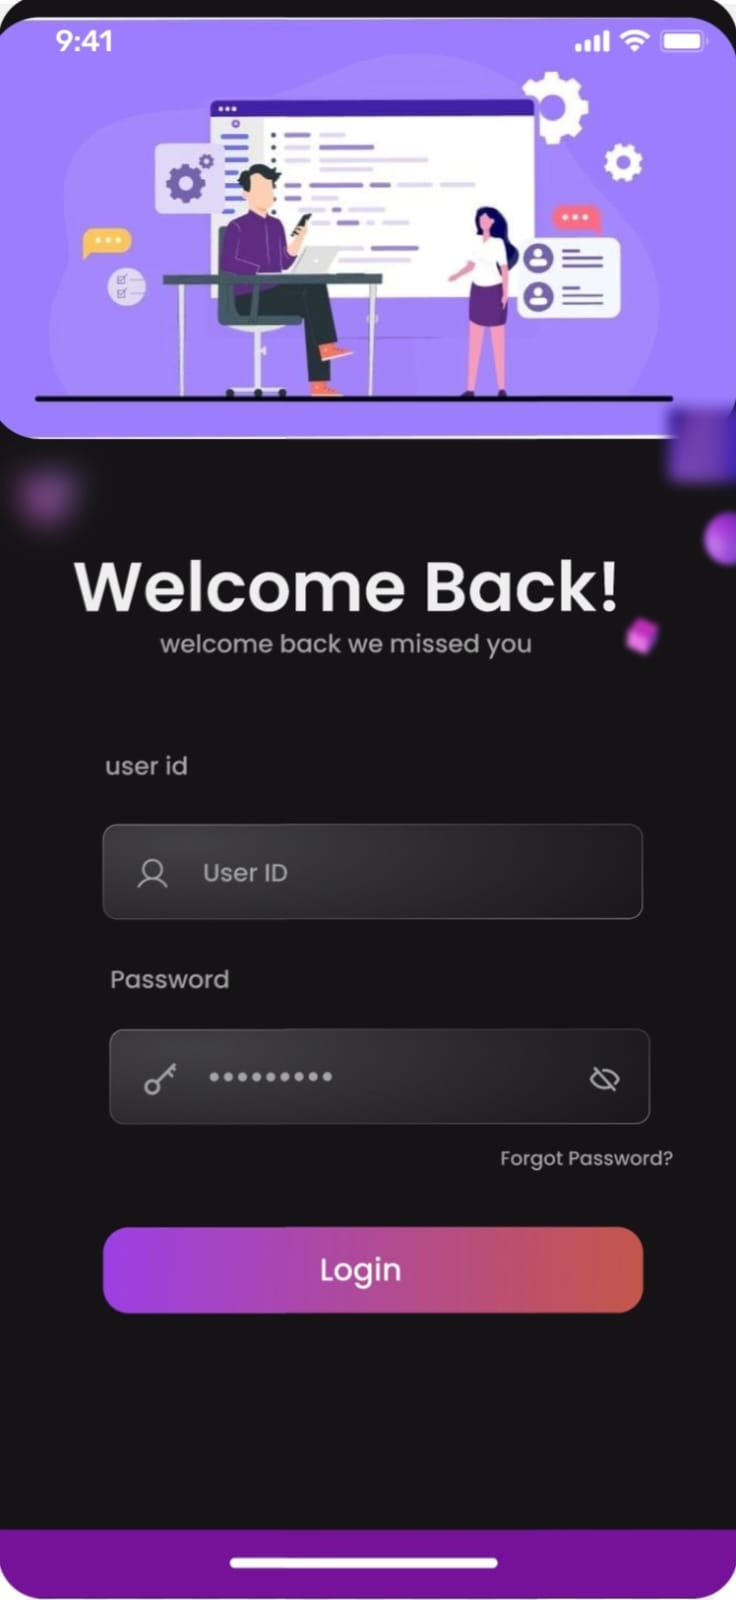 9:41
Welcome Back!
welcome back we missed you
user id
User ID
Password
•••••••••
Forgot Password?
Login